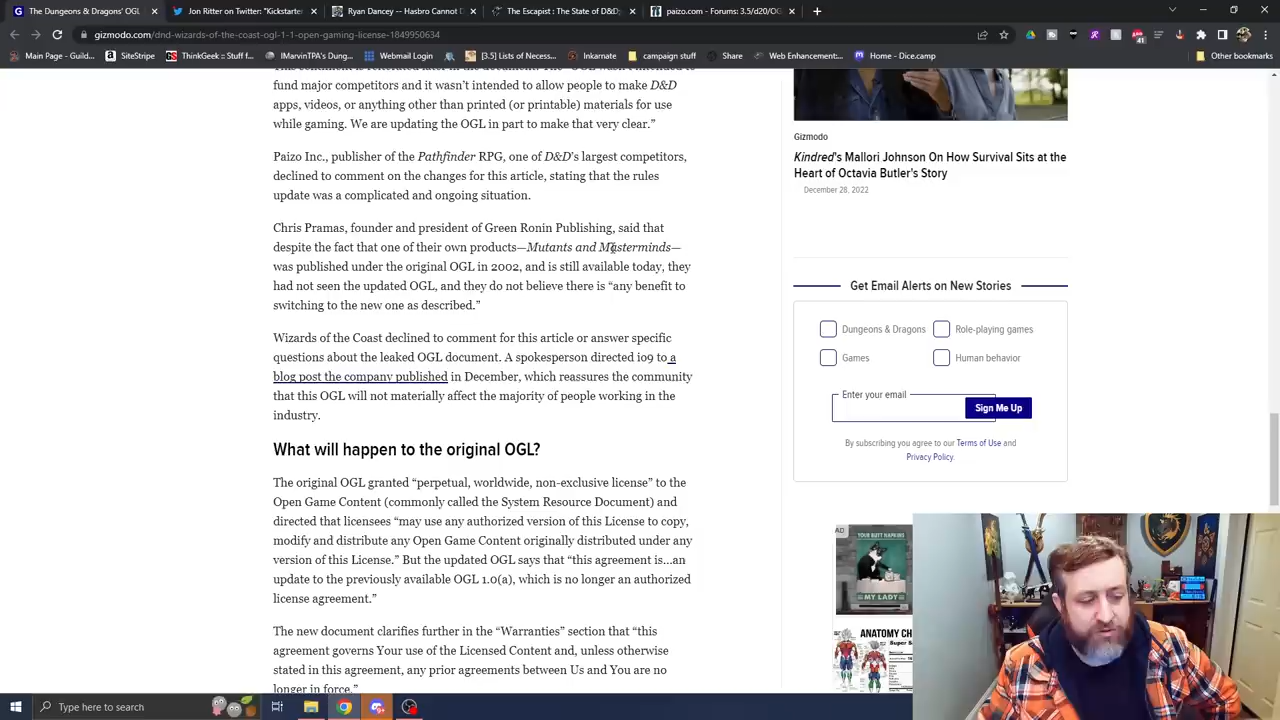 The Dungeons & Dragons' OGL
Jon Ritter on Twitter: "Kickstarte
Ryan Dancey -- Hasbro Cannot D
The Escapist : The State of D&D:
paizo.com - Forums: 3.5/d20/OG
gizmodo.com/dnd-wizards-of-the-coast-ogl-1-1-open-gaming-license-1849950634
Main Page - Guild...
SiteSpine
ThinkGeek :: Stuff f...
IMarvinTPA's DnD G...
Webmail Login
[3.5] Lists of Necess...
Inkarnate
campaign stuff
Share
Web Enhancement:...
Home - Dice.camp
Other bookmarks
fund major competitors and it wasn't intended to allow people to make D&D
apps, videos, or anything other than printed (or printable) materials for use
while gaming. We are updating the OGL in part to make that very clear."
Paizo Inc., publisher of the Pathfinder RPG, one of D&D's largest competitors,
declined to comment on the changes for this article, stating that the rules
update was a complicated and ongoing situation.
Chris Pramas, founder and president of Green Ronin Publishing, said that
despite the fact that one of their own products—Mutants and Masterminds—
was published under the original OGL in 2002, and is still available today, they
had not seen the updated OGL, and they do not believe there is "any benefit to
switching to the new one as described."
Wizards of the Coast declined to comment for this article or answer specific
questions about the leaked OGL document. A spokesperson directed io9 to a
blog post the company published in December, which reassures the community
that this OGL will not materially affect the majority of people working in the
industry.
What will happen to the original OGL?
The original OGL granted "perpetual, worldwide, non-exclusive license" to the
Open Game Content (commonly called the System Resource Document) and
directed that licensees "may use any authorized version of this License to copy,
modify and distribute any Open Game Content originally distributed under any
version of this License." But the updated OGL says that "this agreement is...an
update to the previously available OGL 1.0(a), which is no longer an authorized
license agreement."
The new document clarifies further in the "Warranties" section that "this
agreement governs Your use of the Licensed Content and, unless otherwise
stated in this agreement, any prior agreements between Us and You are no
longer in force."
Gizmodo
Kindred's Mallori Johnson On How Survival Sits at the
Heart of Octavia Butler's Story
December 28, 2022
Get Email Alerts on New Stories
Dungeons & Dragons
Role-playing games
Games
Human behavior
Enter your email
Sign Me Up
By subscribing you agree to our Terms of Use and
Privacy Policy.
AD
YOUR BUTT NAPKINS
MY LADY
ANATOMY CH
Type here to search